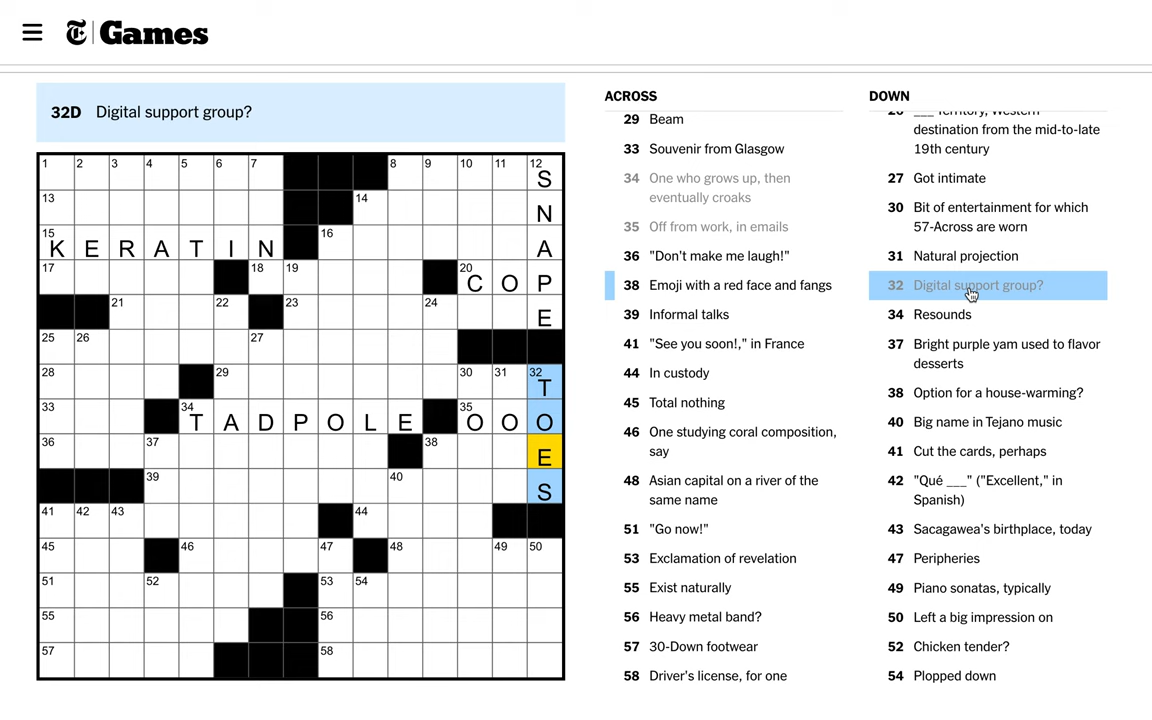 Games
32D Digital support group?
1 2 3 4 5 6 7 8 9 10 11 12 S
13 14 N
15 K E R A T I N 16 A
17 18 19 20 C O P
21 22 23 24 E
25 26 27
28 29 30 31 32 T
33 34 T A D P O L E 35 O O O
36 37 38 E
39 40 S
41 42 43 44
45 46 47 48 49 50
51 52 53 54
55 56
57 58
ACROSS
29 Beam
33 Souvenir from Glasgow
34 One who grows up, then
eventually croaks
35 Off from work, in emails
36 "Don't make me laugh!"
38 Emoji with a red face and fangs
39 Informal talks
41 "See you soon!," in France
44 In custody
45 Total nothing
46 One studying coral composition,
say
48 Asian capital on a river of the
same name
51 "Go now!"
53 Exclamation of revelation
55 Exist naturally
56 Heavy metal band?
57 30-Down footwear
58 Driver's license, for one
DOWN
26 ___ Territory, Western
destination from the mid-to-late
19th century
27 Got intimate
30 Bit of entertainment for which
57-Across are worn
31 Natural projection
32 Digital support group?
34 Resounds
37 Bright purple yam used to flavor
desserts
38 Option for a house-warming?
40 Big name in Tejano music
41 Cut the cards, perhaps
42 "Qué ___" ("Excellent," in
Spanish)
43 Sacagawea's birthplace, today
47 Peripheries
49 Piano sonatas, typically
50 Left a big impression on
52 Chicken tender?
54 Plopped down